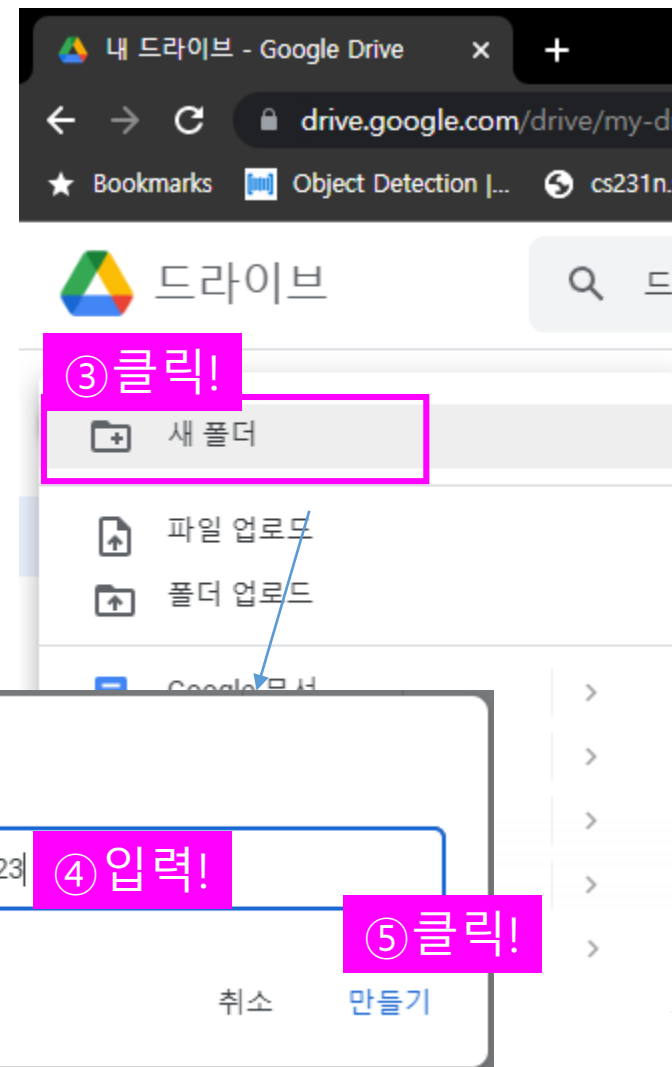 내 드라이브 - Google Drive
drive.google.com/drive/my-d
Bookmarks Object Detection |... cs231n.
드라이브
③클릭!
새 폴더
파일 업로드
폴더 업로드
Google 문서
23 ④입력!
⑤클릭!
취소 만들기